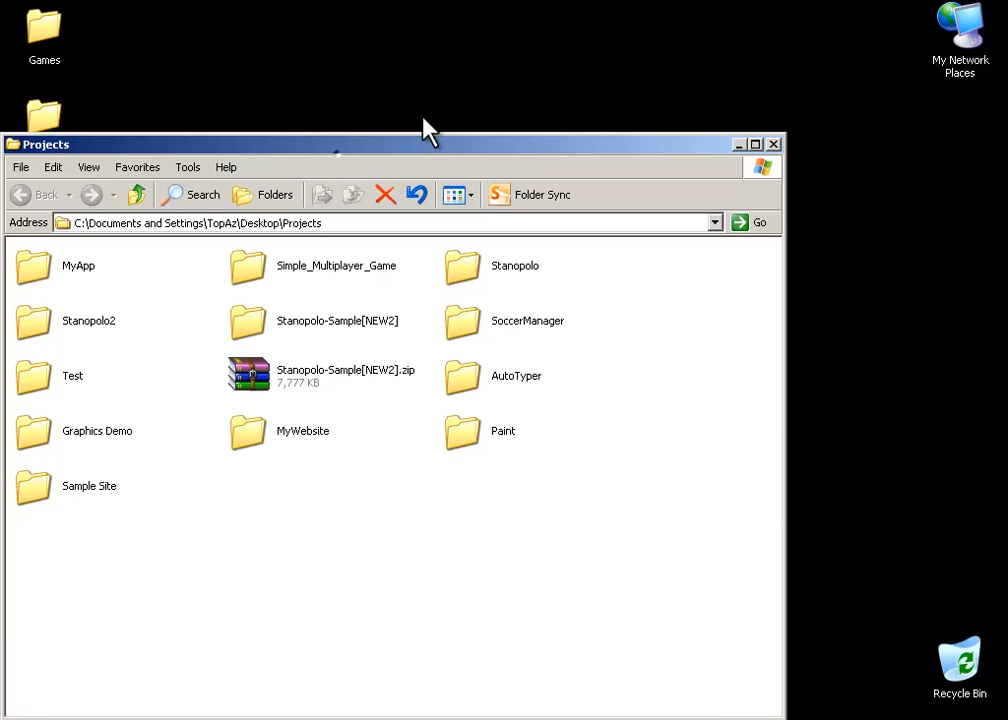 Games
My Network
Places
Projects
File Edit View Favorites Tools Help
Back Search Folders Folder Sync
Address C:\Documents and Settings\TopAz\Desktop\Projects Go
MyApp Simple_Multiplayer_Game Stanopolo
Stanopolo2 Stanopolo-Sample[NEW2] SoccerManager
Test Stanopolo-Sample[NEW2].zip AutoTyper
7,777 KB
Graphics Demo MyWebsite Paint
Sample Site
Recycle Bin